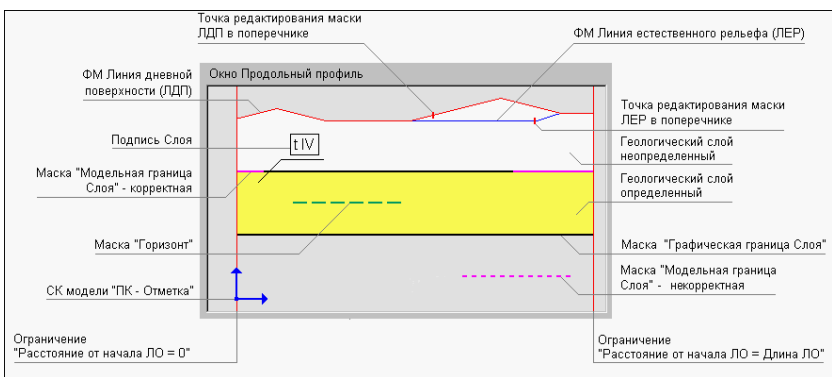 Точка редактирования маски
ЛДП в поперечнике
ФМ Линия естественного рельефа (ЛЕР)
ФМ Линия дневной
поверхности (ЛДП)
Окно Продольный профиль
Точка редактирования маски
ЛЕР в поперечнике
Подпись Слоя
t IV
Геологический слой
неопределенный
Маска "Модельная граница
Слоя" - корректная
Геологический слой
определенный
Маска "Горизонт"
Маска "Графическая граница Слоя"
Маска "Модельная граница
Слоя" - некорректная
СК модели "ПК - Отметка"
Ограничение
"Расстояние от начала ЛО = 0"
Ограничение
"Расстояние от начала ЛО = Длина ЛО"